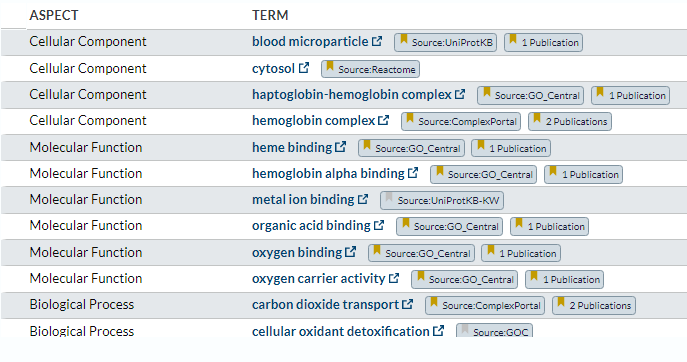 ASPECT TERM
Cellular Component blood microparticle Source:UniProtKB 1 Publication
Cellular Component cytosol Source:Reactome
Cellular Component haptoglobin-hemoglobin complex Source:GO_Central 1 Publication
Cellular Component hemoglobin complex Source:ComplexPortal 2 Publications
Molecular Function heme binding Source:GO_Central 1 Publication
Molecular Function hemoglobin alpha binding Source:GO_Central 1 Publication
Molecular Function metal ion binding Source:UniProtKB-KW
Molecular Function organic acid binding Source:GO_Central 1 Publication
Molecular Function oxygen binding Source:GO_Central 1 Publication
Molecular Function oxygen carrier activity Source:GO_Central 1 Publication
Biological Process carbon dioxide transport Source:ComplexPortal 2 Publications
Biological Process cellular oxidant detoxification Source:GOC